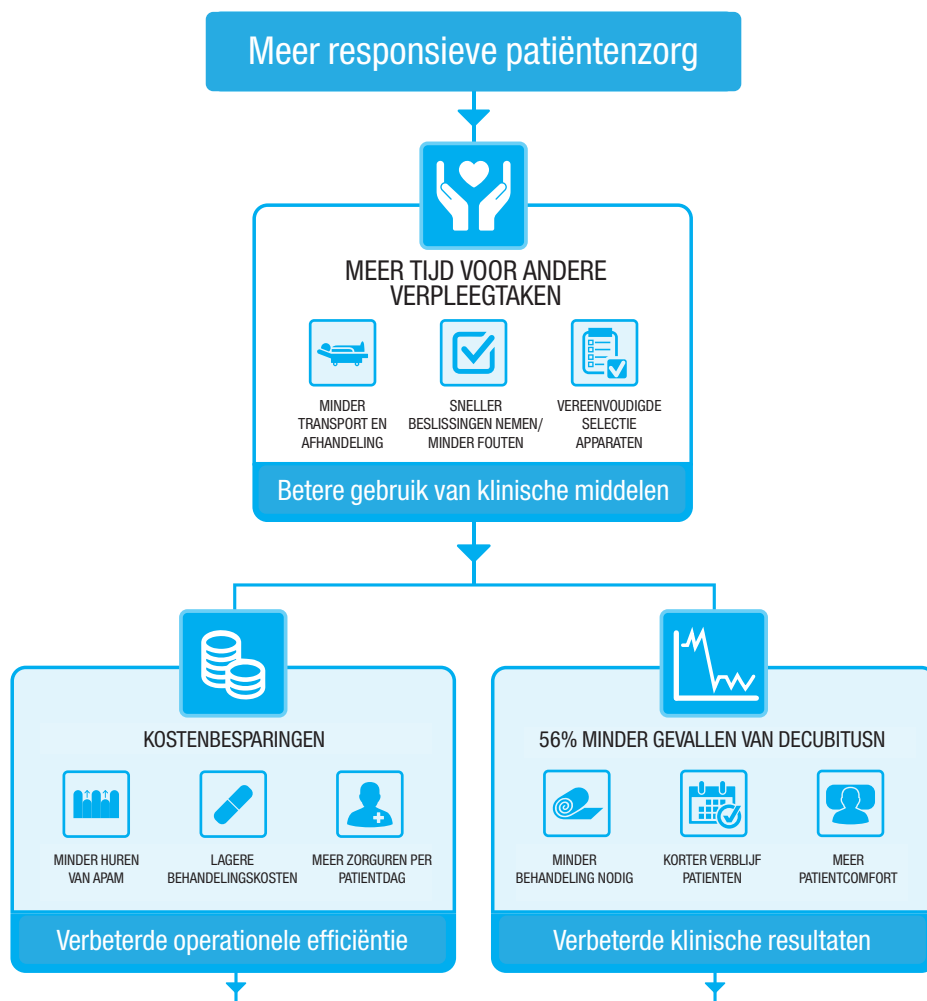 Meer responsieve patiëntenzorg
MEER TIJD VOOR ANDERE
VERPLEEGTAKEN
MINDER
TRANSPORT EN
AFHANDELING
SNELLER
BESLISSINGEN NEMEN/
MINDER FOUTEN
VEREENVOUDIGDE
SELECTIE
APPARATEN
Betere gebruik van klinische middelen
KOSTENBESPARINGEN
MINDER HUREN
VAN APAM
LAGERE
BEHANDELINGSKOSTEN
MEER ZORGUREN PER
PATIENTDAG
Verbeterde operationele efficiëntie
56% MINDER GEVALLEN VAN DECUBITUSN
MINDER
BEHANDELING NODIG
KORTER VERBLIJF
PATIENTEN
MEER
PATIENTCOMFORT
Verbeterde klinische resultaten